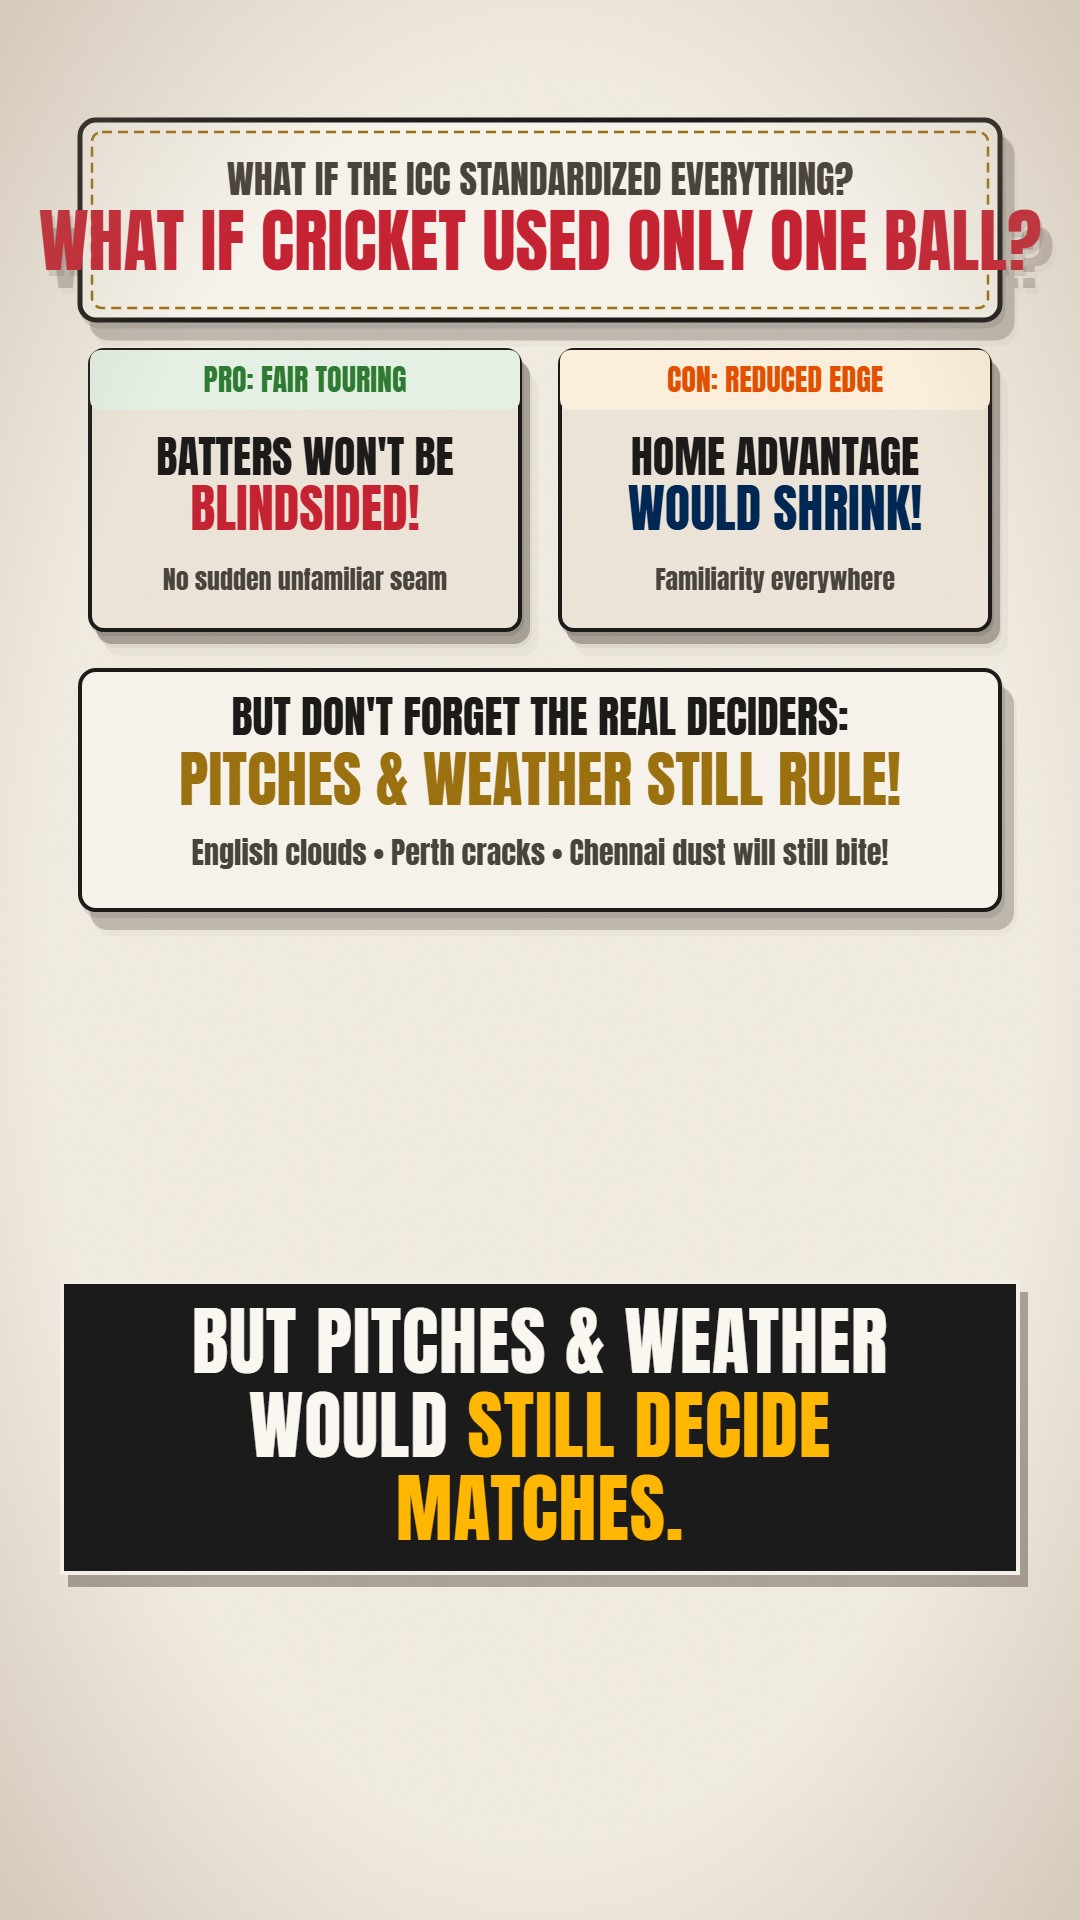 WHAT IF THE ICC STANDARDIZED EVERYTHING?
WHAT IF CRICKET USED ONLY ONE BALL?
PRO: FAIR TOURING
BATTERS WON'T BE
BLINDSIDED!
No sudden unfamiliar seam
CON: REDUCED EDGE
HOME ADVANTAGE
WOULD SHRINK!
Familiarity everywhere
BUT DON'T FORGET THE REAL DECIDERS:
PITCHES & WEATHER STILL RULE!
English clouds • Perth cracks • Chennai dust will still bite!
BUT PITCHES & WEATHER
WOULD STILL DECIDE
MATCHES.